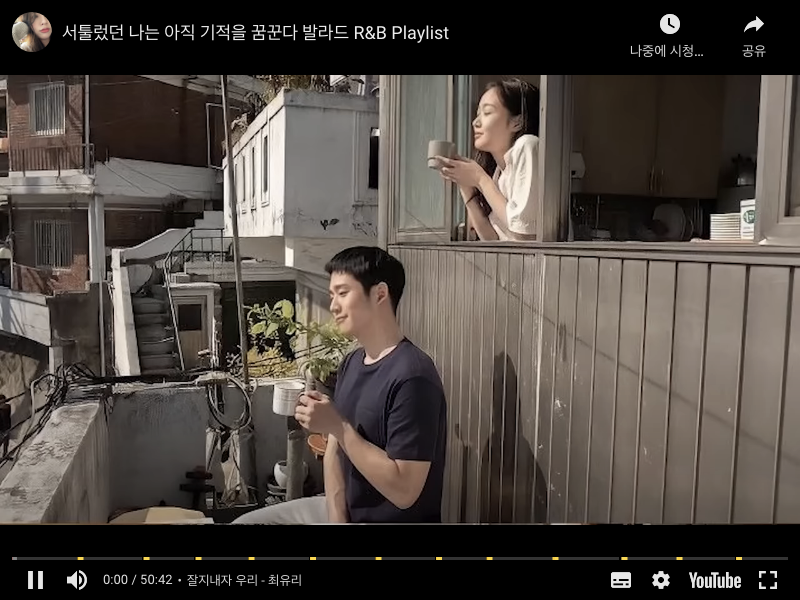 서툴렀던 나는 아직 기적을 꿈꾼다 발라드 R&B Playlist
나중에 시청...
공유
0:00 / 50:42 • 잘지내자 우리 - 최유리
YouTube